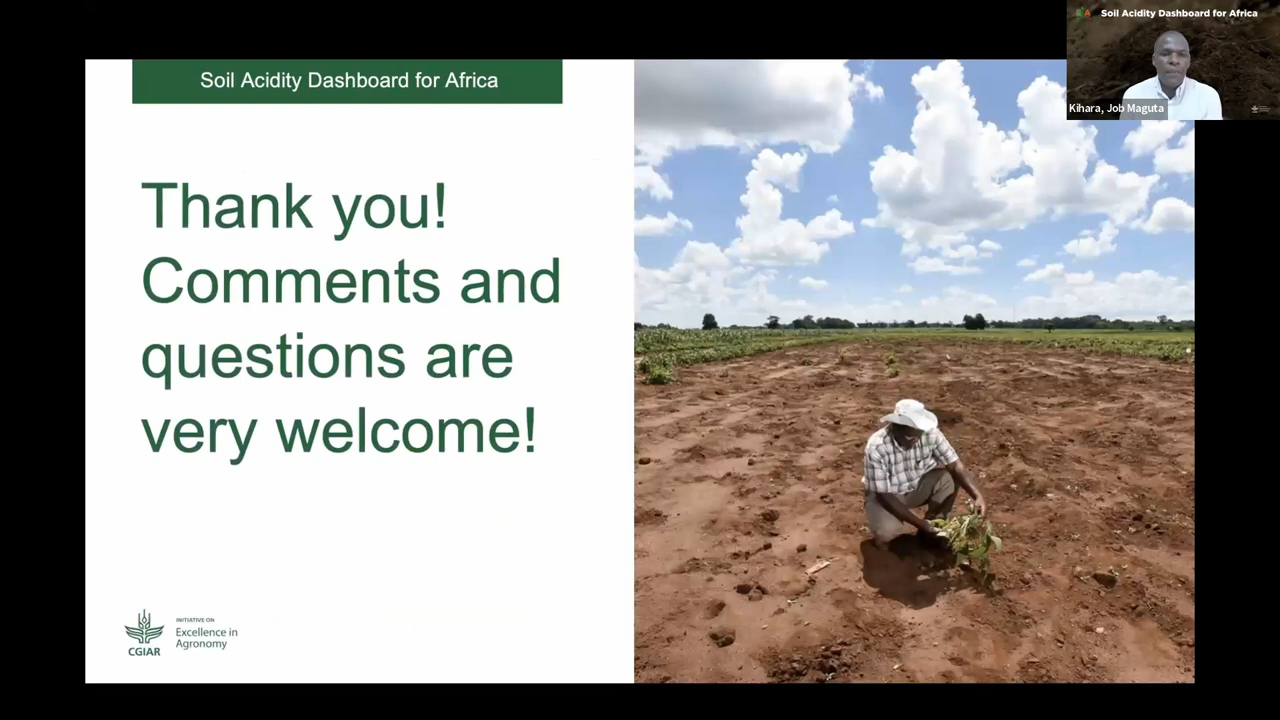 Soil Acidity Dashboard for Africa
Kihara, Job Maguta
Soil Acidity Dashboard for Africa
Thank you!
Comments and
questions are
very welcome!
INITIATIVE ON
Excellence in
Agronomy
CGIAR